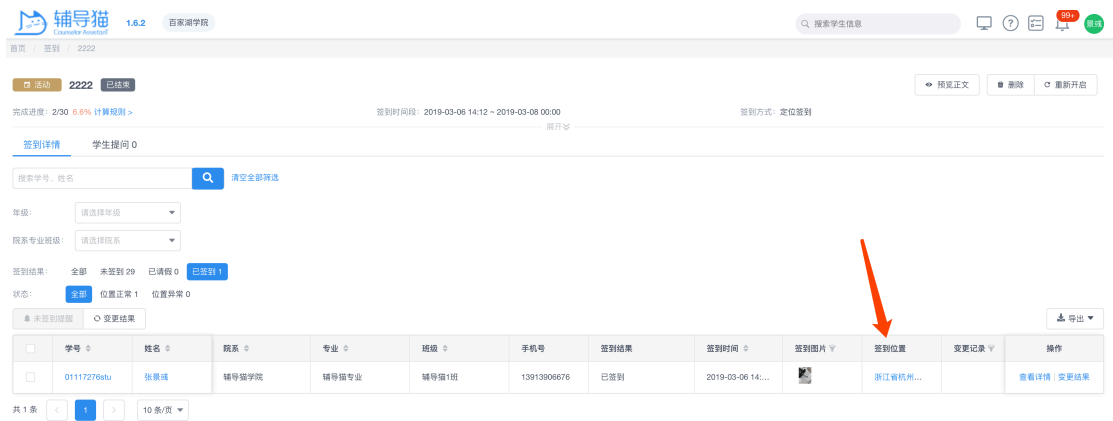 辅导猫 1.6.2 百家湖学院 搜索学生信息 99+ 景彧
Counselor Assistant
首页 / 签到 / 2222
活动 2222 已结束 预览正文 删除 重新开启
完成进度: 2/30 6.6% 计算规则 > 签到时间段: 2019-03-06 14:12 ~ 2019-03-08 00:00 签到方式: 定位签到
展开
签到详情 学生提问 0
搜索学号、姓名 清空全部筛选
年级: 请选择年级
院系专业班级: 请选择院系
签到结果: 全部 未签到 29 已请假 0 已签到 1
状态: 全部 位置正常 1 位置异常 0
未签到提醒 变更结果 导出
学号 姓名 院系 专业 班级 手机号 签到结果 签到时间 签到图片 签到位置 变更记录 操作
01117276stu 张景彧 辅导猫学院 辅导猫专业 辅导猫1班 13913906676 已签到 2019-03-06 14:... 浙江省杭州... 查看详情 变更结果
共 1 条 < 1 > 10 条/页